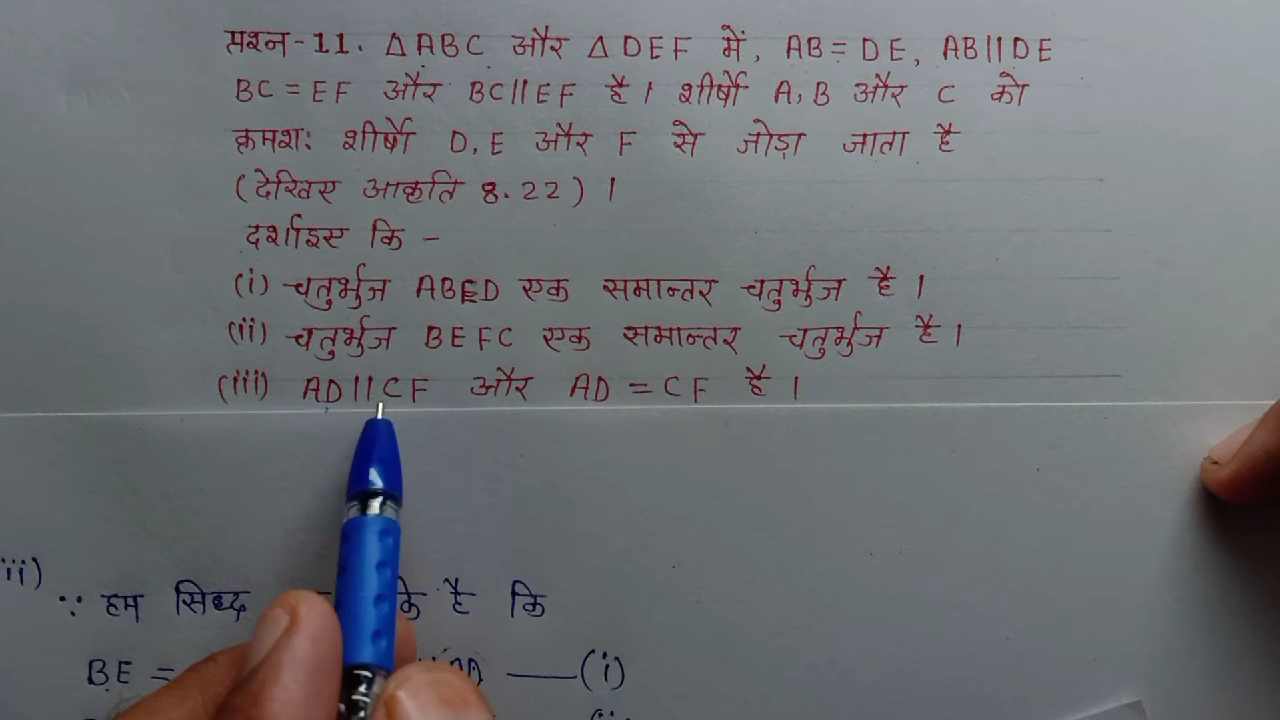 प्रश्न-11. ΔABC और ΔDEF में, AB = DE, AB||DE
BC = EF और BC||EF है। शीर्षों A, B और C को
क्रमशः शीर्षों D, E और F से जोड़ा जाता है
(देखिए आकृति 8.22)।
दर्शाइए कि -
(i) चतुर्भुज ABED एक समान्तर चतुर्भुज है।
(ii) चतुर्भुज BEFC एक समान्तर चतुर्भुज है।
(iii) AD||CF और AD = CF है।
iii)
∵ हम सिध्द के है कि
BE = —(i)